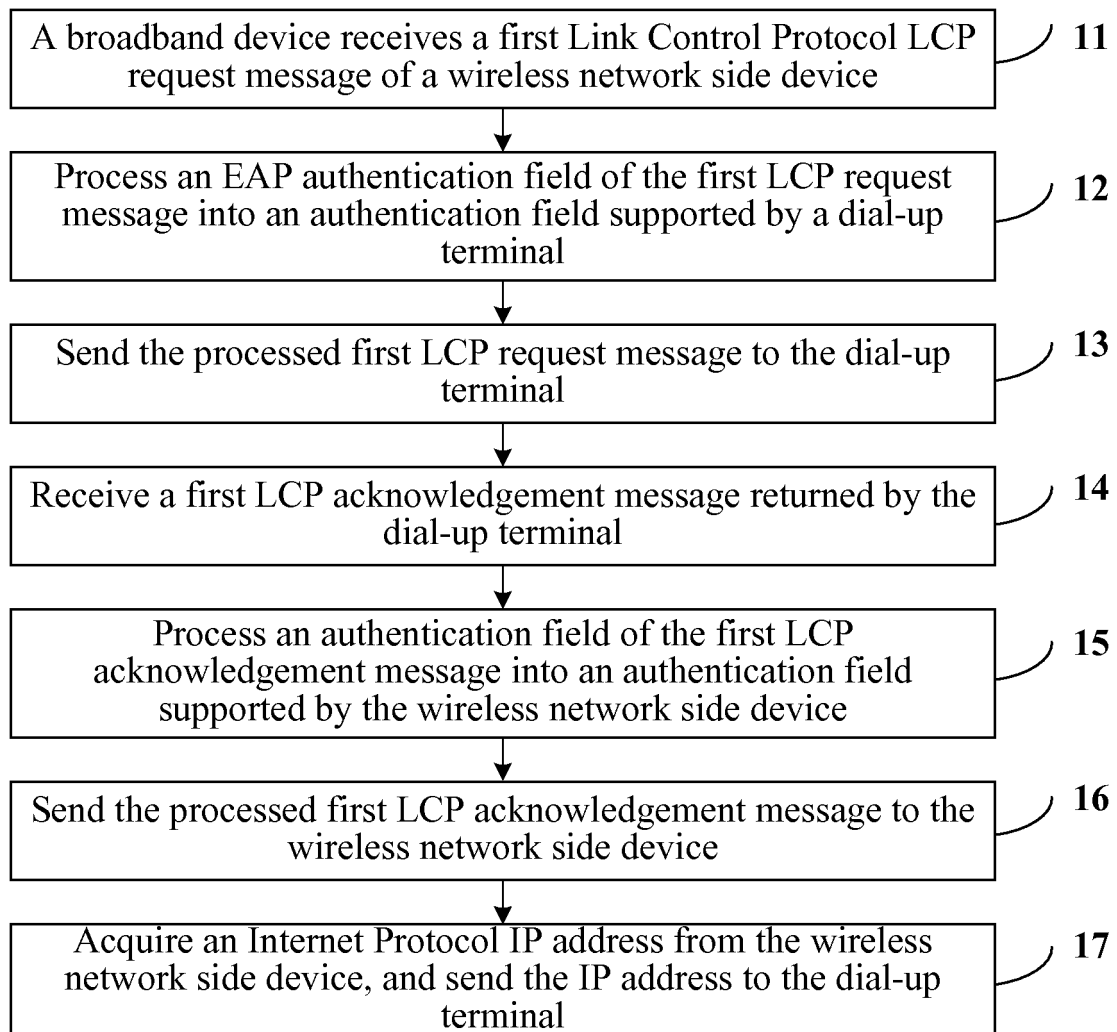 A broadband device receives a first Link Control Protocol LCP
request message of a wireless network side device
11
Process an EAP authentication field of the first LCP request
message into an authentication field supported by a dial-up
terminal
12
Send the processed first LCP request message to the dial-up
terminal
13
Receive a first LCP acknowledgement message returned by the
dial-up terminal
14
Process an authentication field of the first LCP
acknowledgement message into an authentication field
supported by the wireless network side device
15
Send the processed first LCP acknowledgement message to the
wireless network side device
16
Acquire an Internet Protocol IP address from the wireless
network side device, and send the IP address to the dial-up
terminal
17